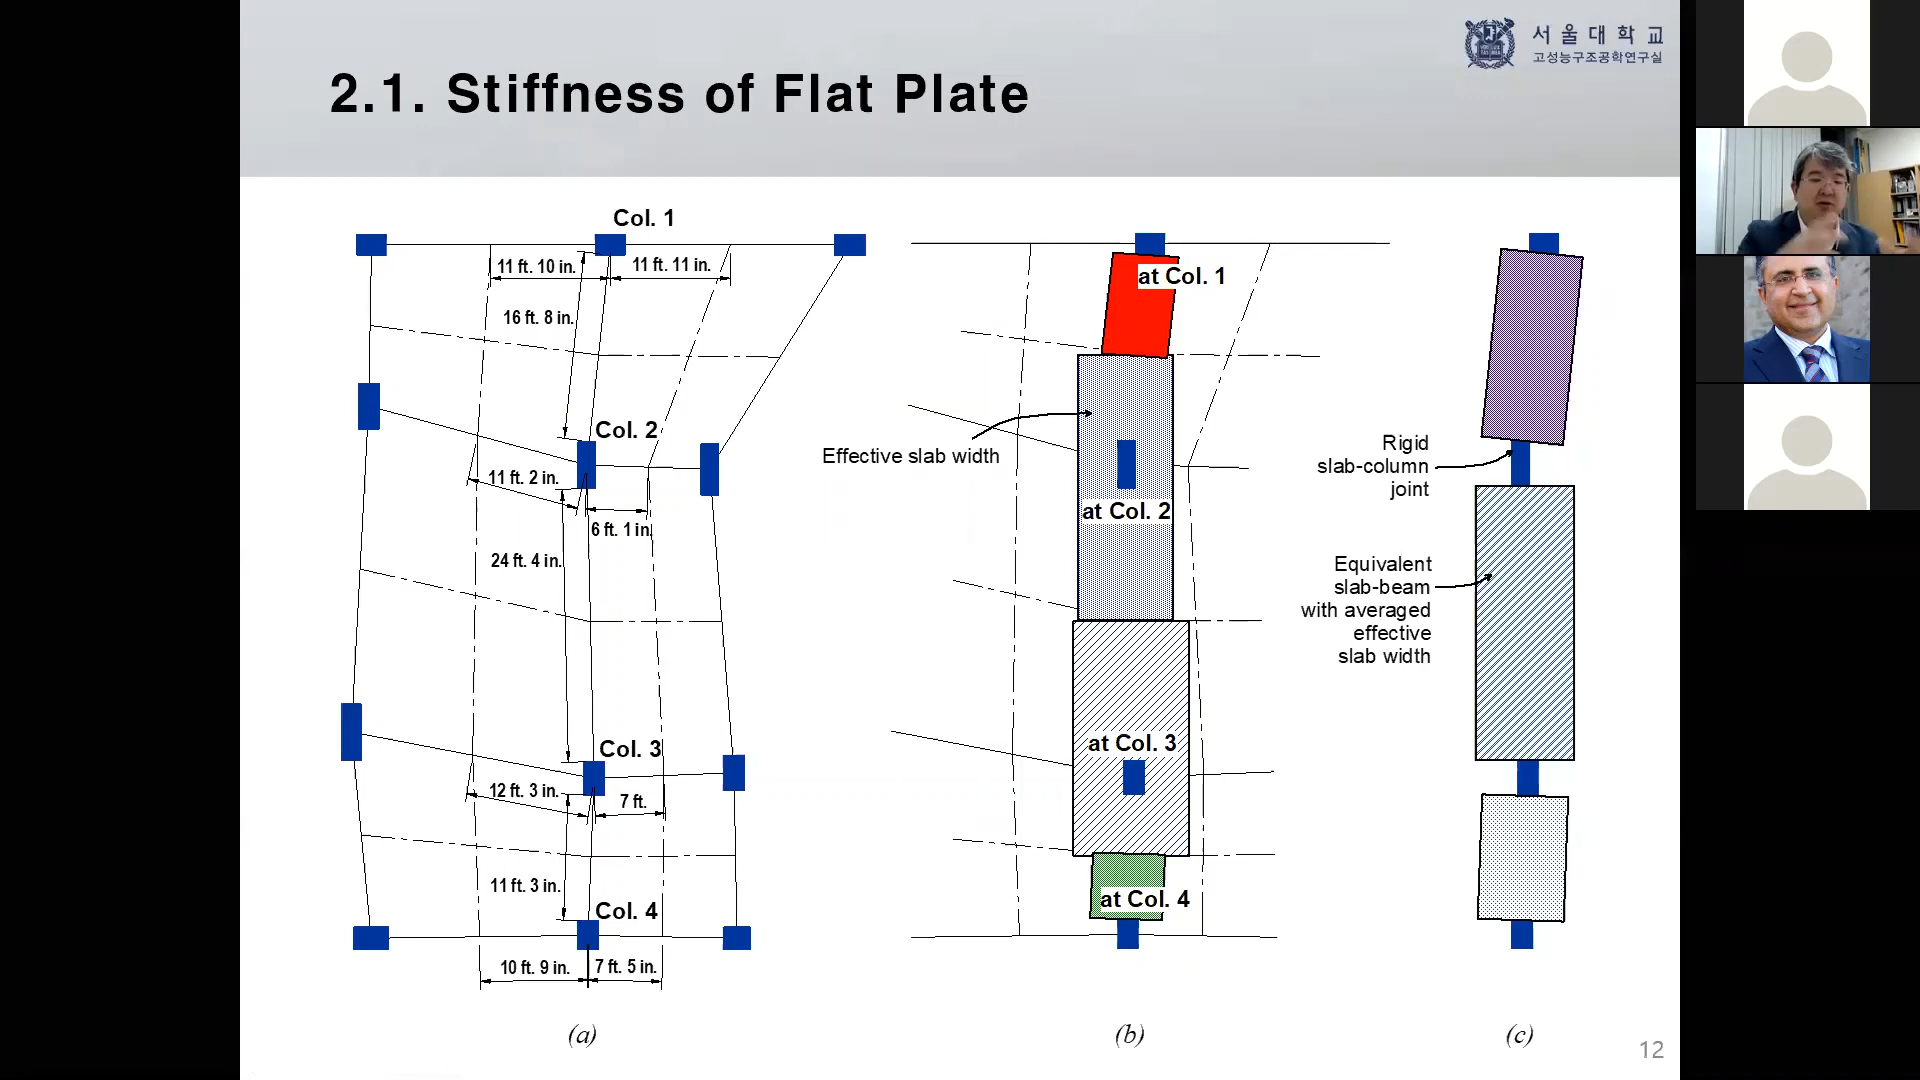 서울대학교
고성능구조공학연구실
2.1. Stiffness of Flat Plate
Col. 1
11 ft. 10 in.
11 ft. 11 in.
16 ft. 8 in.
Col. 2
11 ft. 2 in.
6 ft. 1 in.
24 ft. 4 in.
Col. 3
12 ft. 3 in.
7 ft.
11 ft. 3 in.
Col. 4
10 ft. 9 in.
7 ft. 5 in.
(a)
at Col. 1
Effective slab width
at Col. 2
at Col. 3
at Col. 4
(b)
Rigid
slab-column
joint
Equivalent
slab-beam
with averaged
effective
slab width
(c)
12